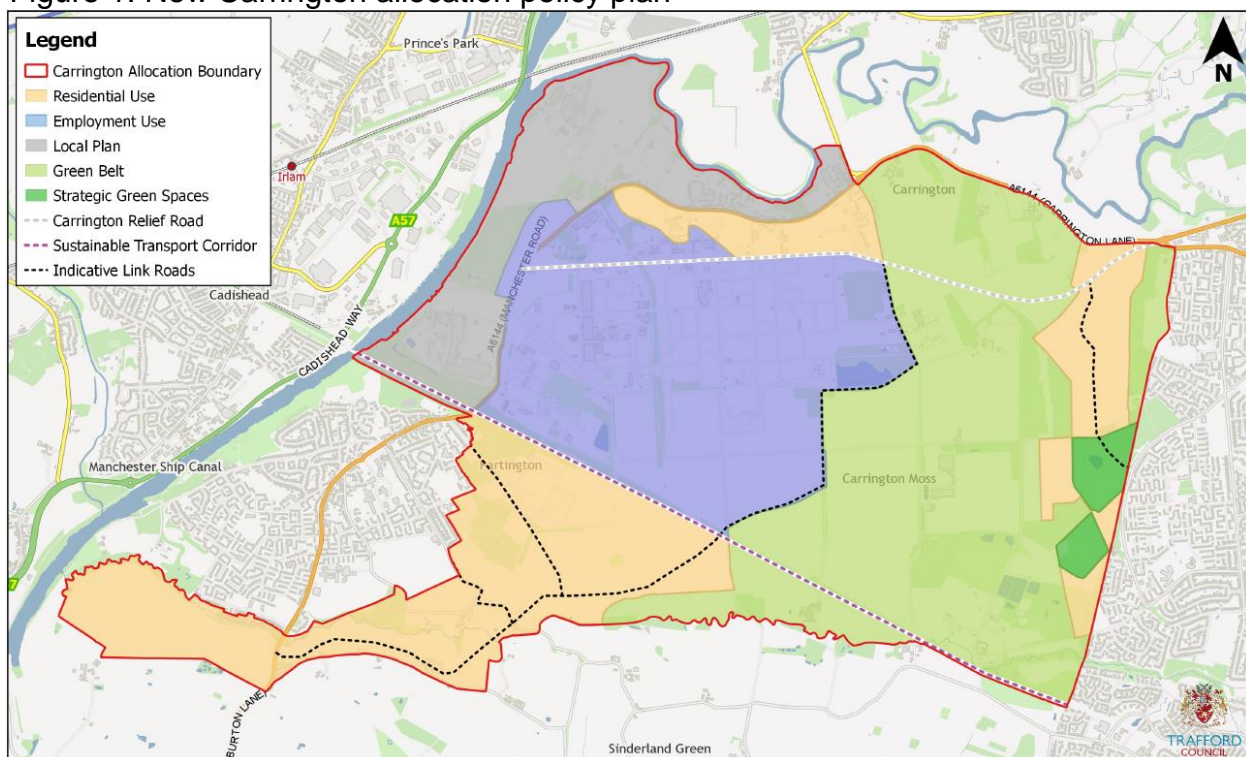 Figure 1: New Carrington allocation policy plan
Legend
Carrington Allocation Boundary
Residential Use
Employment Use
Local Plan
Green Belt
Strategic Green Spaces
Carrington Relief Road
Sustainable Transport Corridor
Indicative Link Roads
Prince's Park
N
Irlam
A57
Carrington
A6144 (CARRINGTON LANE)
A6144 (MANCHESTER ROAD)
Cadishead
CADISHEAD WAY
Manchester Ship Canal
Partington
Carrington Moss
7
BURTON LANE)
Sinderland Green
TRAFFORD
COUNCIL